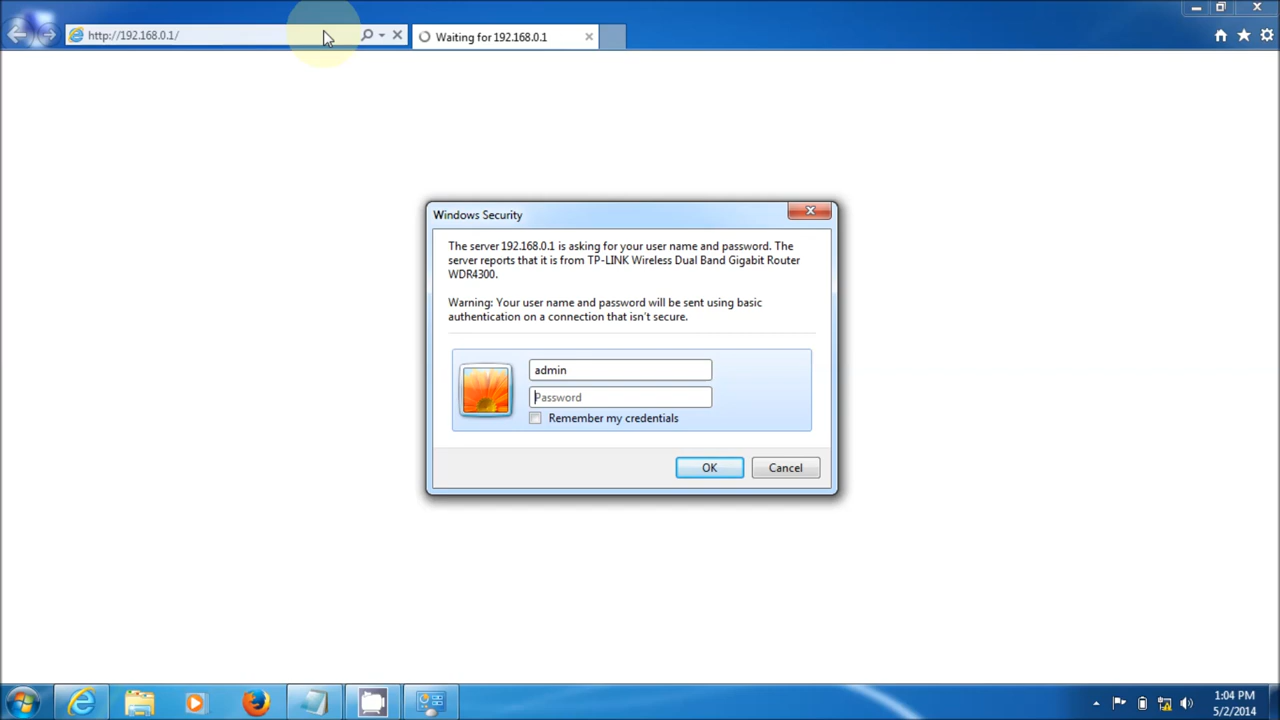 http://192.168.0.1/
Waiting for 192.168.0.1
Windows Security
The server 192.168.0.1 is asking for your user name and password. The
server reports that it is from TP-LINK Wireless Dual Band Gigabit Router
WDR4300.
Warning: Your user name and password will be sent using basic
authentication on a connection that isn't secure.
admin
Password
Remember my credentials
OK
Cancel
1:04 PM
5/2/2014